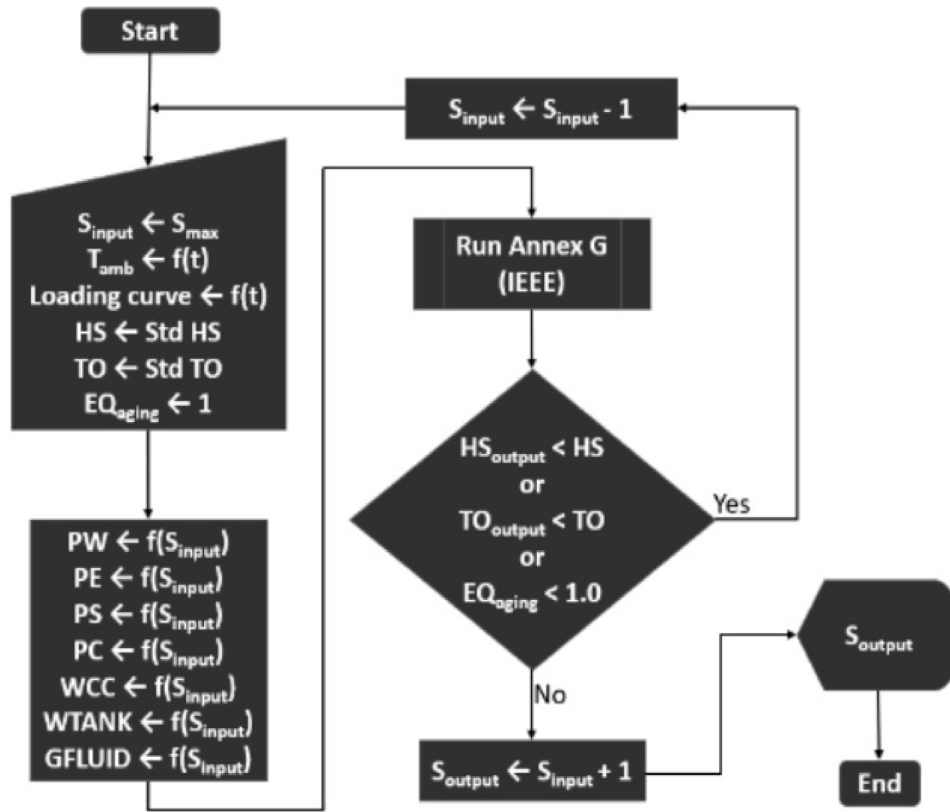 Start
S_input ← S_input - 1
S_input ← S_max
T_amb ← f(t)
Loading curve ← f(t)
HS ← Std HS
TO ← Std TO
EQ_aging ← 1
PW ← f(S_input)
PE ← f(S_input)
PS ← f(S_input)
PC ← f(S_input)
WCC ← f(S_input)
WTANK ← f(S_input)
GFLUID ← f(S_input)
Run Annex G
(IEEE)
HS_output < HS
or
TO_output < TO
or
EQ_aging < 1.0
Yes
No
S_output ← S_input + 1
S_output
End